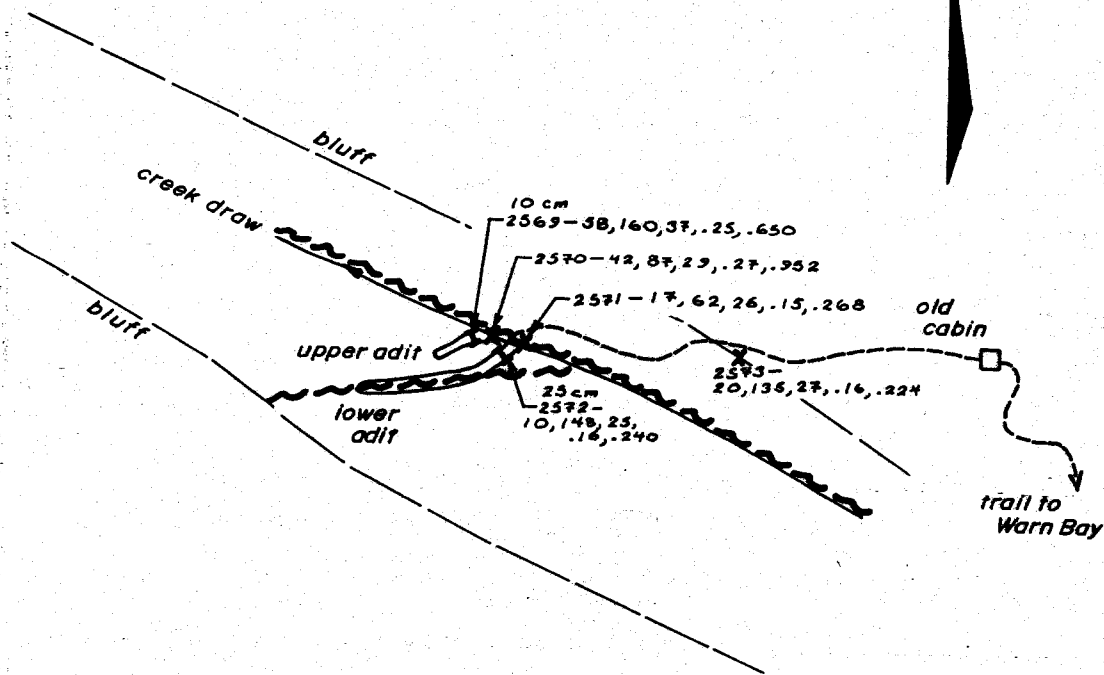 bluff
creek draw
10 cm
2569-58,160,37,.25,.650
2570-42,87,29,.27,.952
2571-17,62,26,.15,.268
old
cabin
bluff
upper adit
2573-
20,135,27,.16,.224
lower
adit
25 cm
2572-
10,148,25,
.16,.240
trail to
Warn Bay